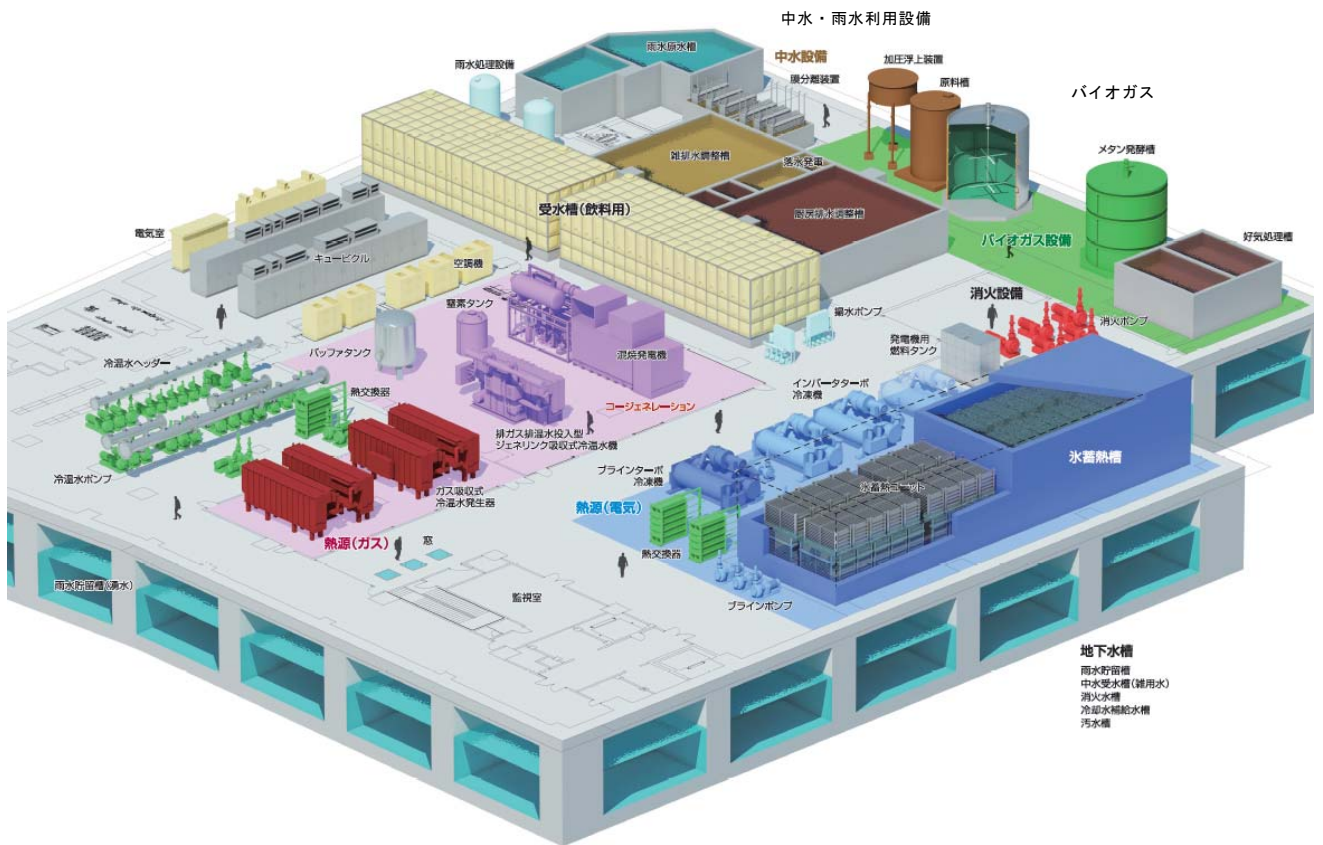 中水・雨水利用設備
雨水原水槽
中水設備
加圧浮上装置
雨水処理設備
膜分離装置
原料槽
バイオガス
メタン発酵槽
雑排水調整槽
落水発電
受水槽(飲料用)
厨房排水調整槽
電気室
キュービクル
空調機
バイオガス設備
好気処理槽
消火設備
窒素タンク
揚水ポンプ
消火ポンプ
バッファタンク
混焼発電機
発電機用
燃料タンク
冷温水ヘッダー
熱交換器
インバータターボ
冷凍機
コージェネレーション
排ガス排温水投入型
ジェネリンク吸収式冷温水機
氷蓄熱槽
冷温水ポンプ
ブラインターボ
冷凍機
氷蓄熱ユニット
ガス吸収式
冷温水発生器
熱源(電気)
熱源(ガス)
窓
熱交換器
雨水貯留槽(湧水)
監視室
ブラインポンプ
地下水槽
雨水貯留槽
中水受水槽(雑用水)
消火水槽
冷却水補給水槽
汚水槽